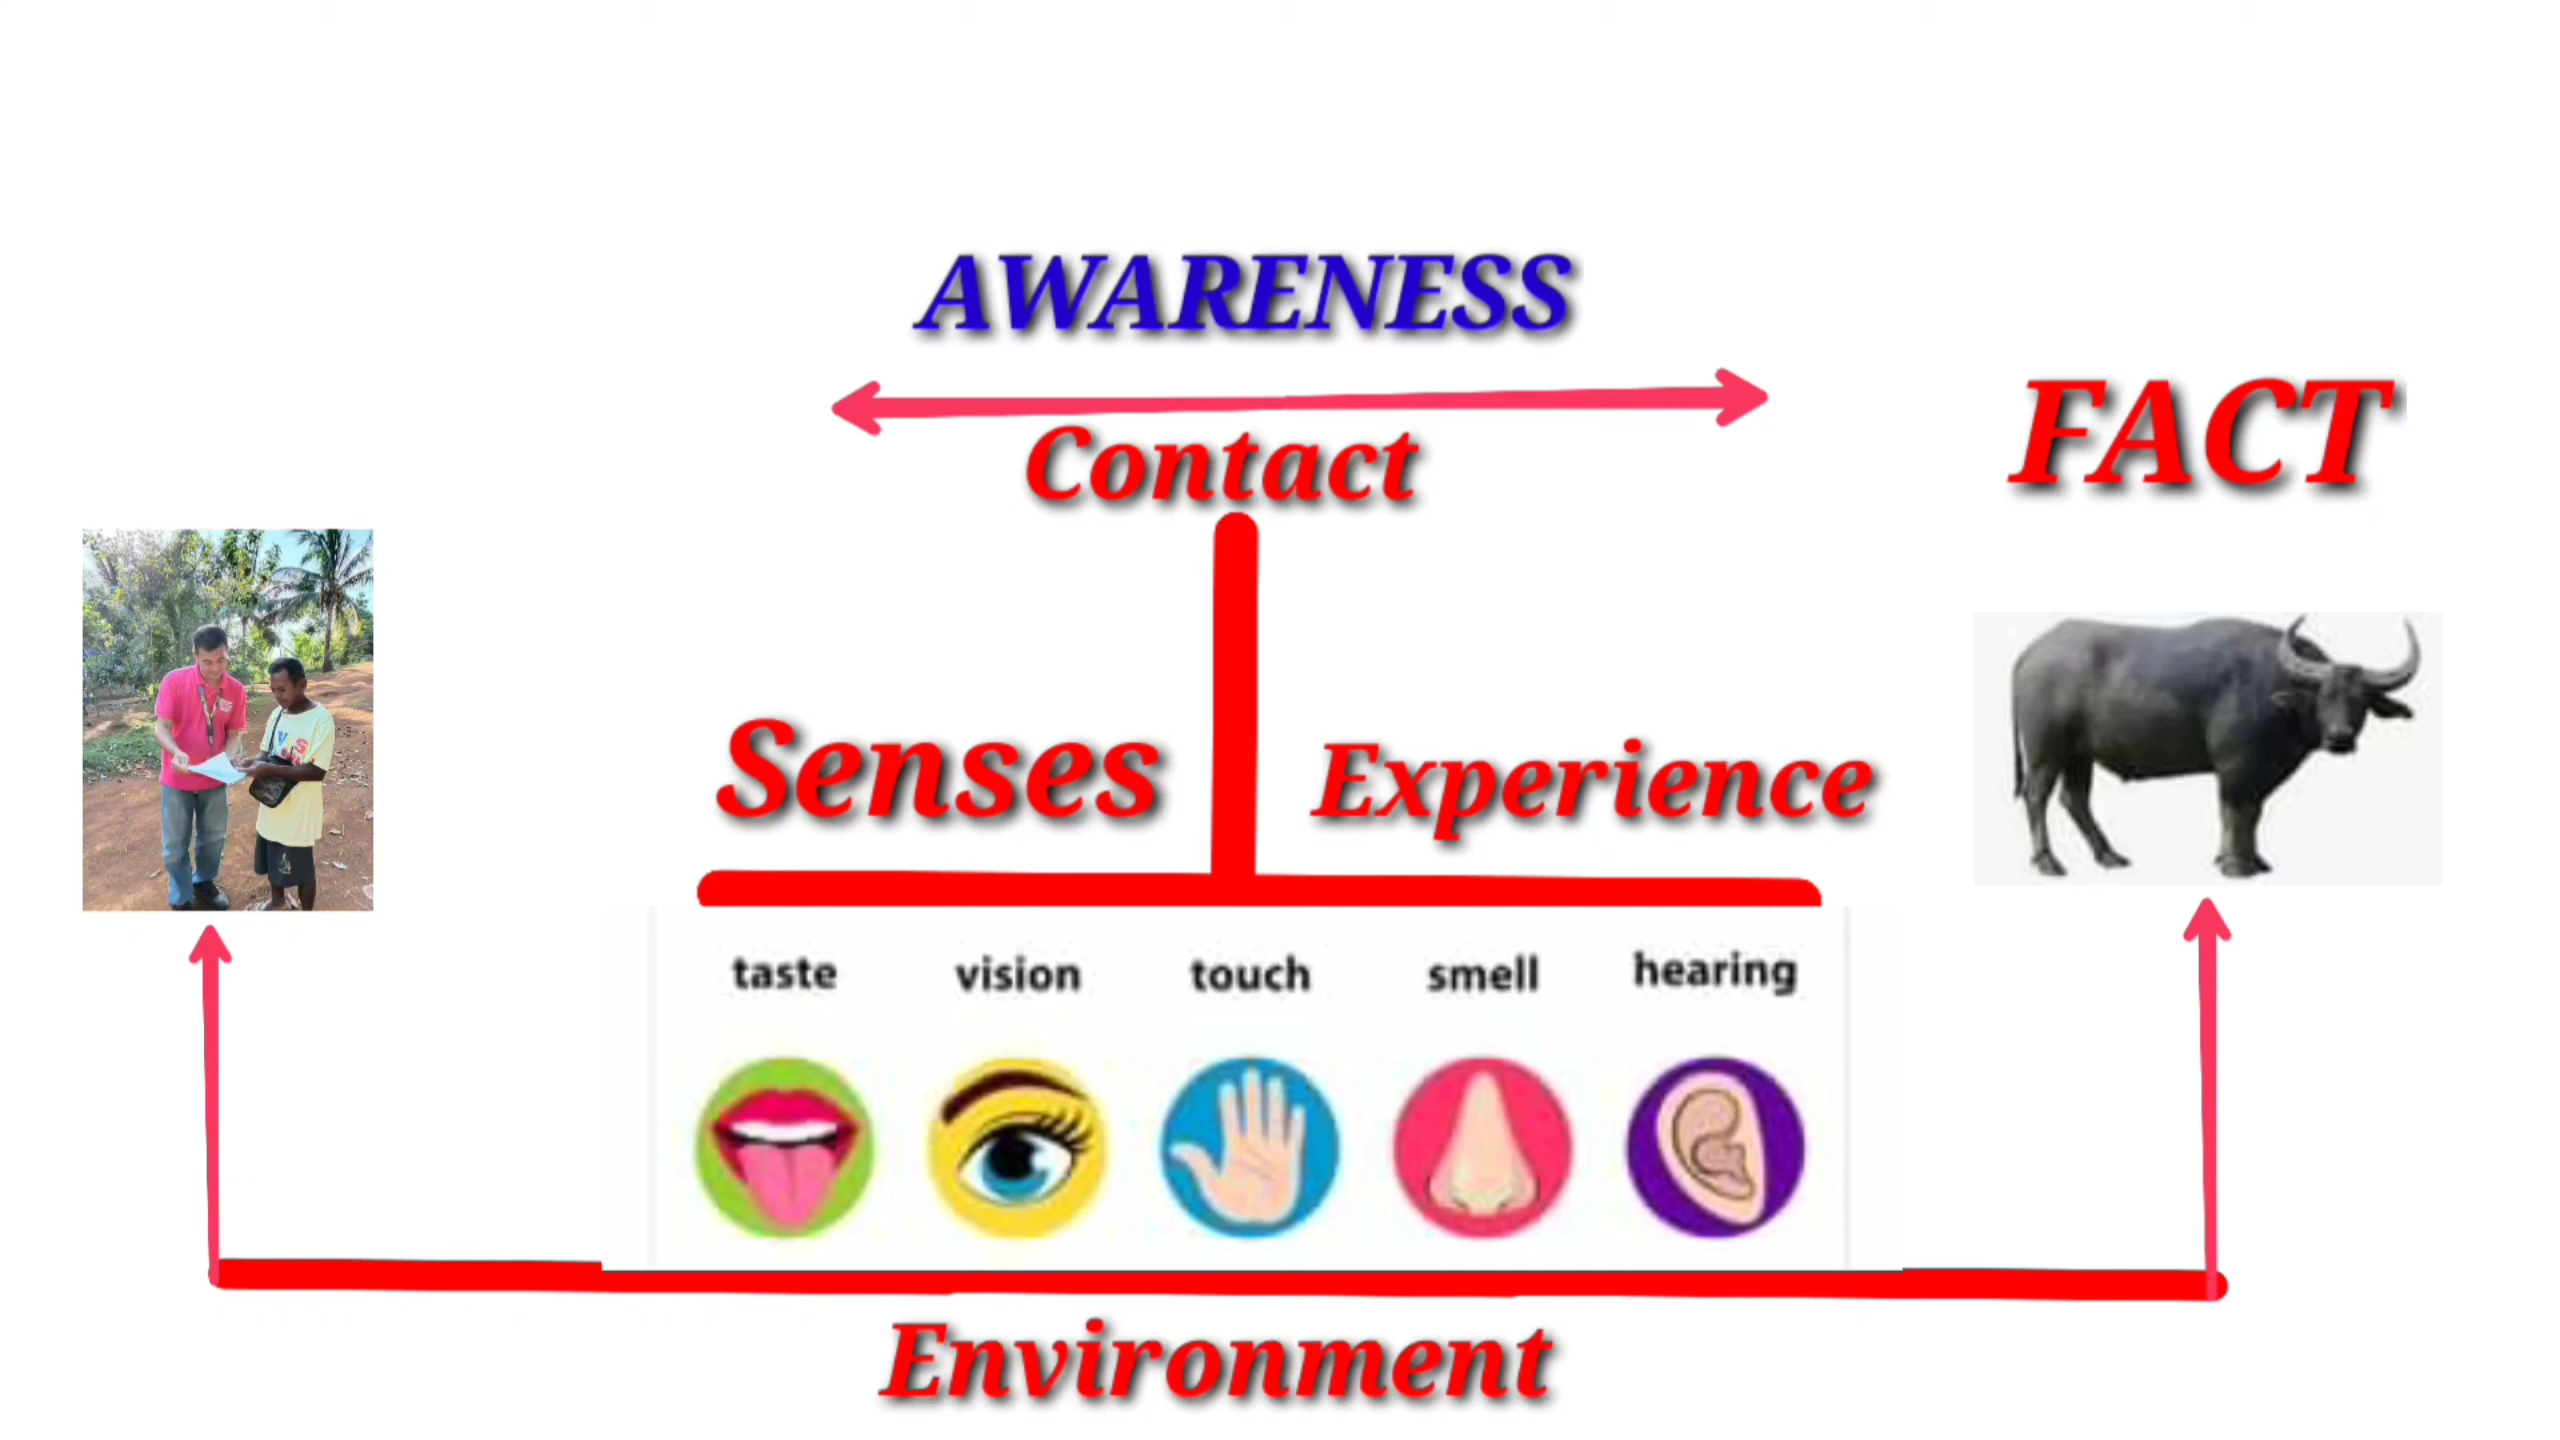 AWARENESS
Contact
FACT
Senses
Experience
taste vision touch smell hearing
Environment